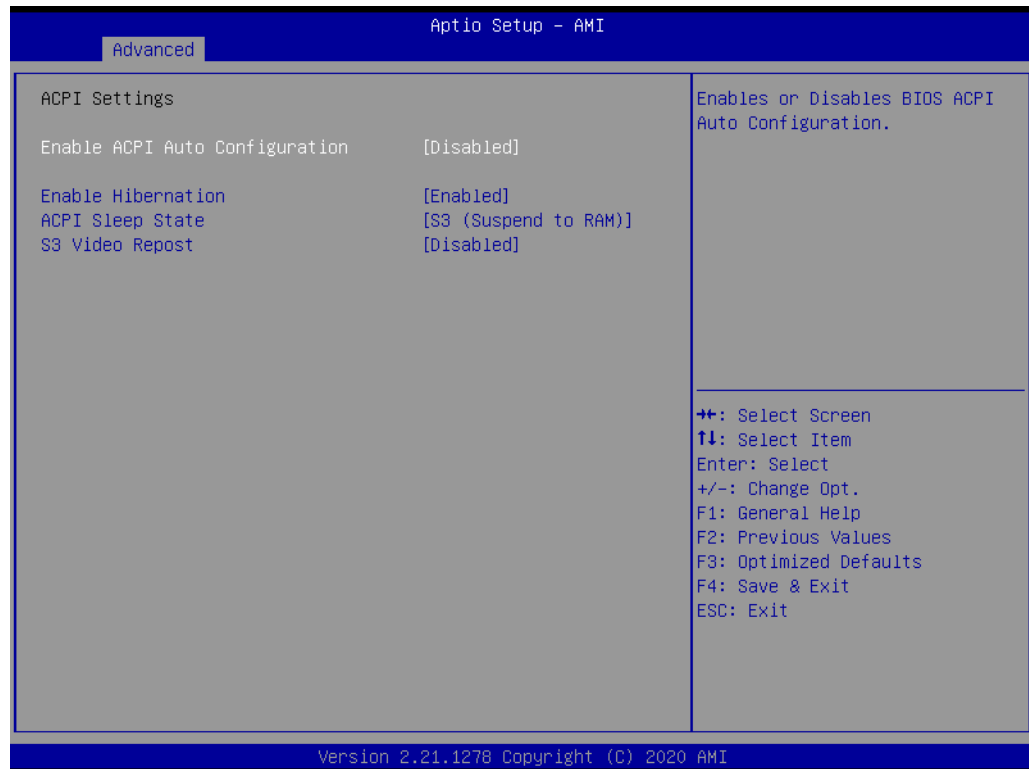 Aptio Setup – AMI
Advanced
ACPI Settings
Enable ACPI Auto Configuration [Disabled]
Enable Hibernation [Enabled]
ACPI Sleep State [S3 (Suspend to RAM)]
S3 Video Repost [Disabled]
Enables or Disables BIOS ACPI
Auto Configuration.
→←: Select Screen
↑↓: Select Item
Enter: Select
+/-: Change Opt.
F1: General Help
F2: Previous Values
F3: Optimized Defaults
F4: Save & Exit
ESC: Exit
Version 2.21.1278 Copyright (C) 2020 AMI